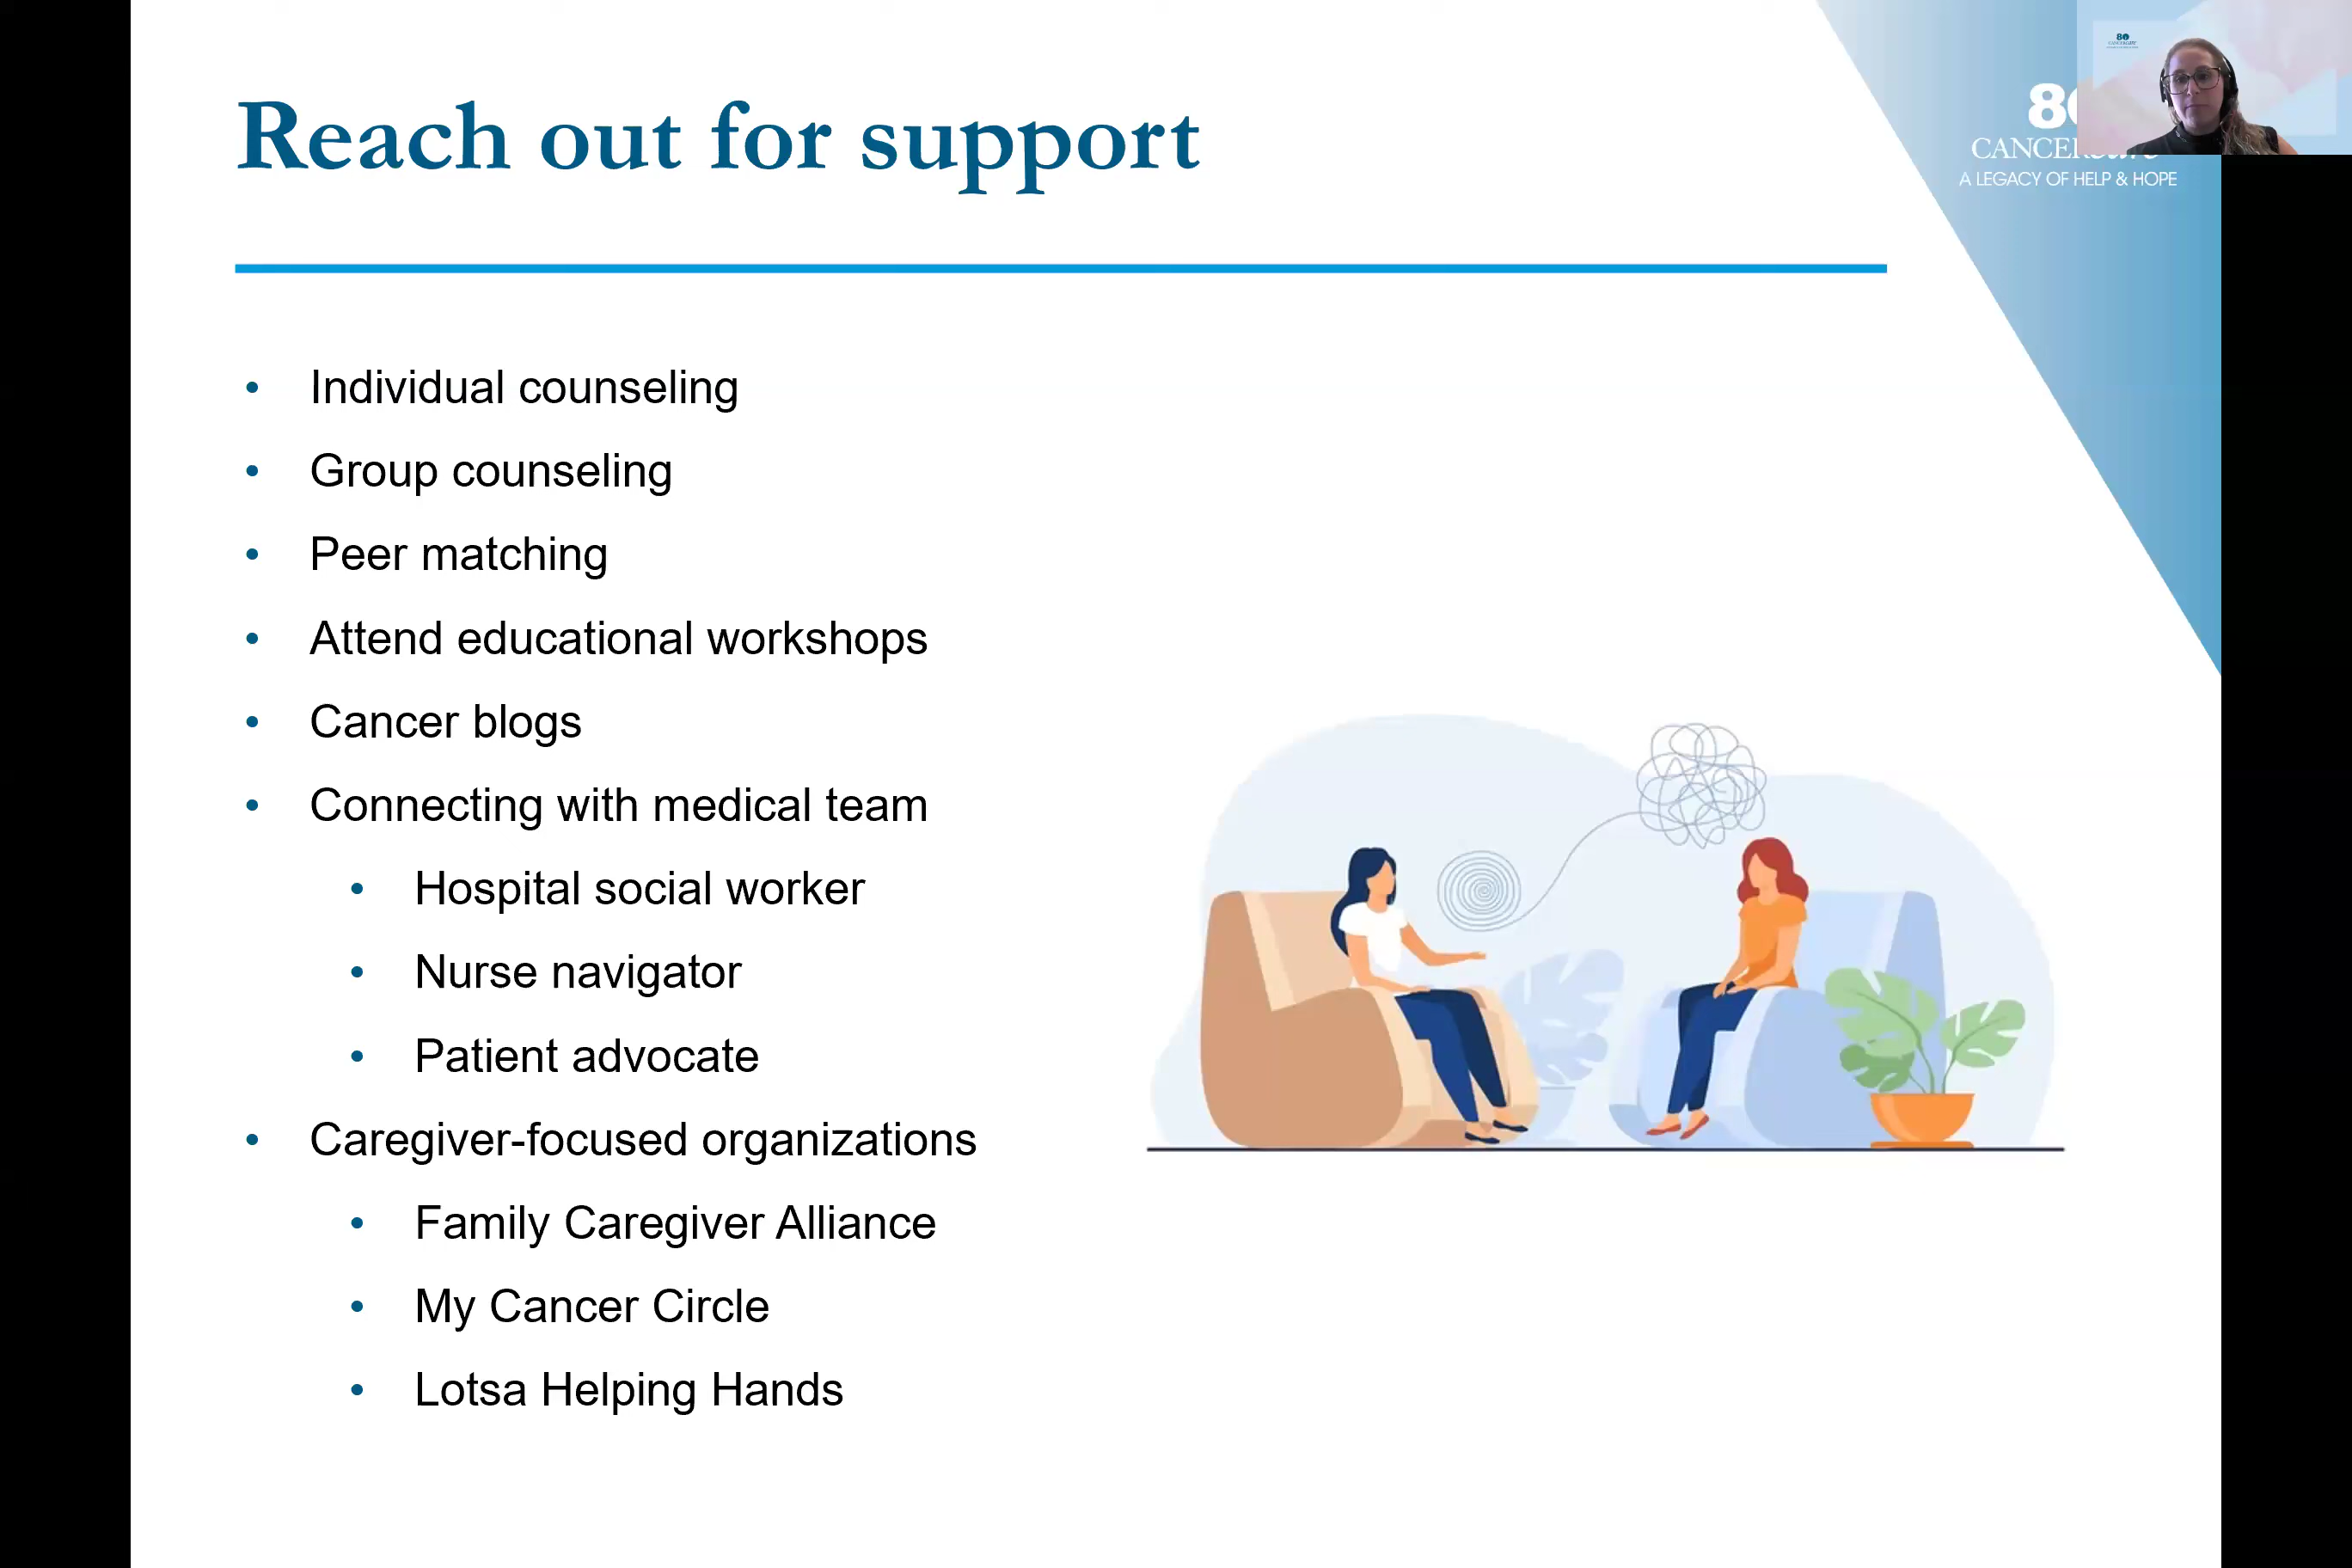 Reach out for support
A LEGACY OF HELP & HOPE
• Individual counseling
• Group counseling
• Peer matching
• Attend educational workshops
• Cancer blogs
• Connecting with medical team
• Hospital social worker
• Nurse navigator
• Patient advocate
• Caregiver-focused organizations
• Family Caregiver Alliance
• My Cancer Circle
• Lotsa Helping Hands